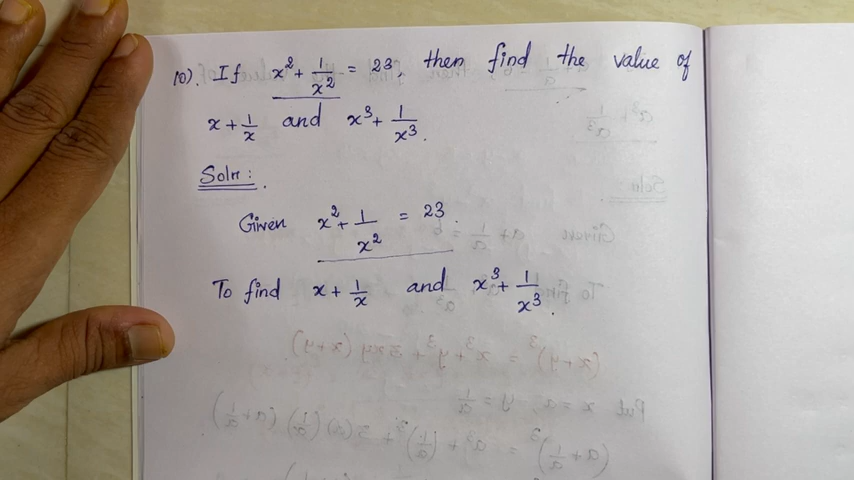 10). If x² + 1/x² = 23, then find the value of
x + 1/x and x³ + 1/x³.
Soln :.
Given x² + 1/x² = 23.
To find x + 1/x and x³ + 1/x³.